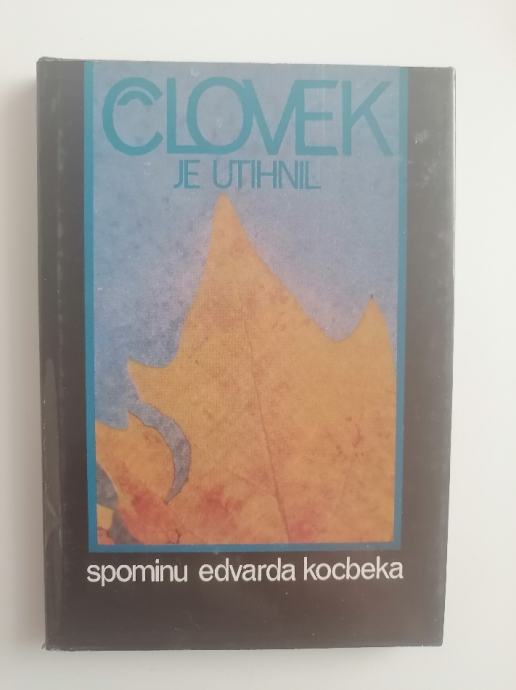 ČLOVEK
JE UTIHNIL
spominu edvarda kocbeka